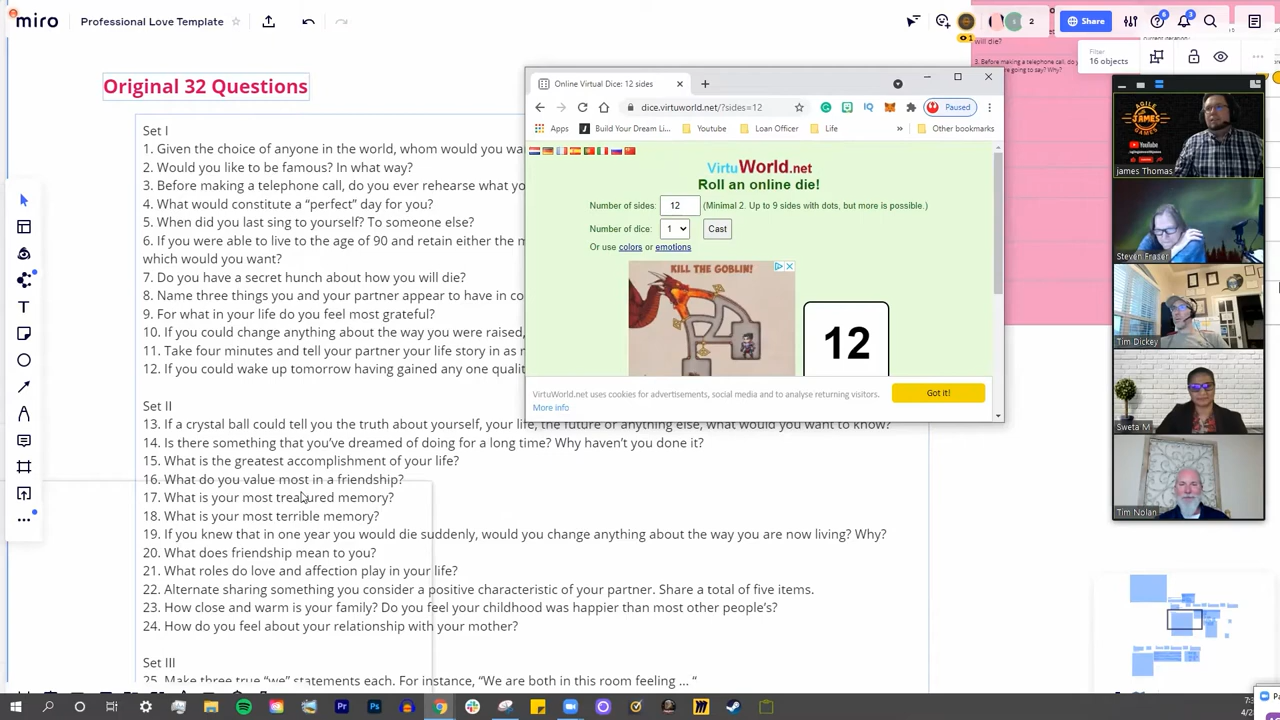 miro
Professional Love Template
2
Share
6
3
1
will die?
3. Before making a telephone call, do
Filter
16 objects
Original 32 Questions
Set I
1. Given the choice of anyone in the world, whom would you wa
2. Would you like to be famous? In what way?
3. Before making a telephone call, do you ever rehearse what yo
4. What would constitute a “perfect” day for you?
5. When did you last sing to yourself? To someone else?
6. If you were able to live to the age of 90 and retain either the m
which would you want?
7. Do you have a secret hunch about how you will die?
8. Name three things you and your partner appear to have in co
9. For what in your life do you feel most grateful?
10. If you could change anything about the way you were raised,
11. Take four minutes and tell your partner your life story in as m
12. If you could wake up tomorrow having gained any one qualit
Set II
13. If a crystal ball could tell you the truth about yourself, your life, the future or anything else, what would you want to know?
14. Is there something that you’ve dreamed of doing for a long time? Why haven’t you done it?
15. What is the greatest accomplishment of your life?
16. What do you value most in a friendship?
17. What is your most treasured memory?
18. What is your most terrible memory?
19. If you knew that in one year you would die suddenly, would you change anything about the way you are now living? Why?
20. What does friendship mean to you?
21. What roles do love and affection play in your life?
22. Alternate sharing something you consider a positive characteristic of your partner. Share a total of five items.
23. How close and warm is your family? Do you feel your childhood was happier than most other people’s?
24. How do you feel about your relationship with your mother?
Set III
25. Make three true “we” statements each. For instance, “We are both in this room feeling ... “
Online Virtual Dice: 12 sides
dice.virtuworld.net/?sides=12
Paused
Apps
Build Your Dream Li...
Youtube
Loan Officer
Life
Other bookmarks
VirtuWorld.net
Roll an online die!
Number of sides: 12 (Minimal 2. Up to 9 sides with dots, but more is possible.)
Number of dice: 1 Cast
Or use colors or emotions
KILL THE GOBLIN!
12
VirtuWorld.net uses cookies for advertisements, social media and to analyse returning visitors.
More info
Got it!
AGILE
JAMES
GAMES
YouTube
james Thomas
Steven Fraser
Tim Dickey
Sweta M
Tim Nolan